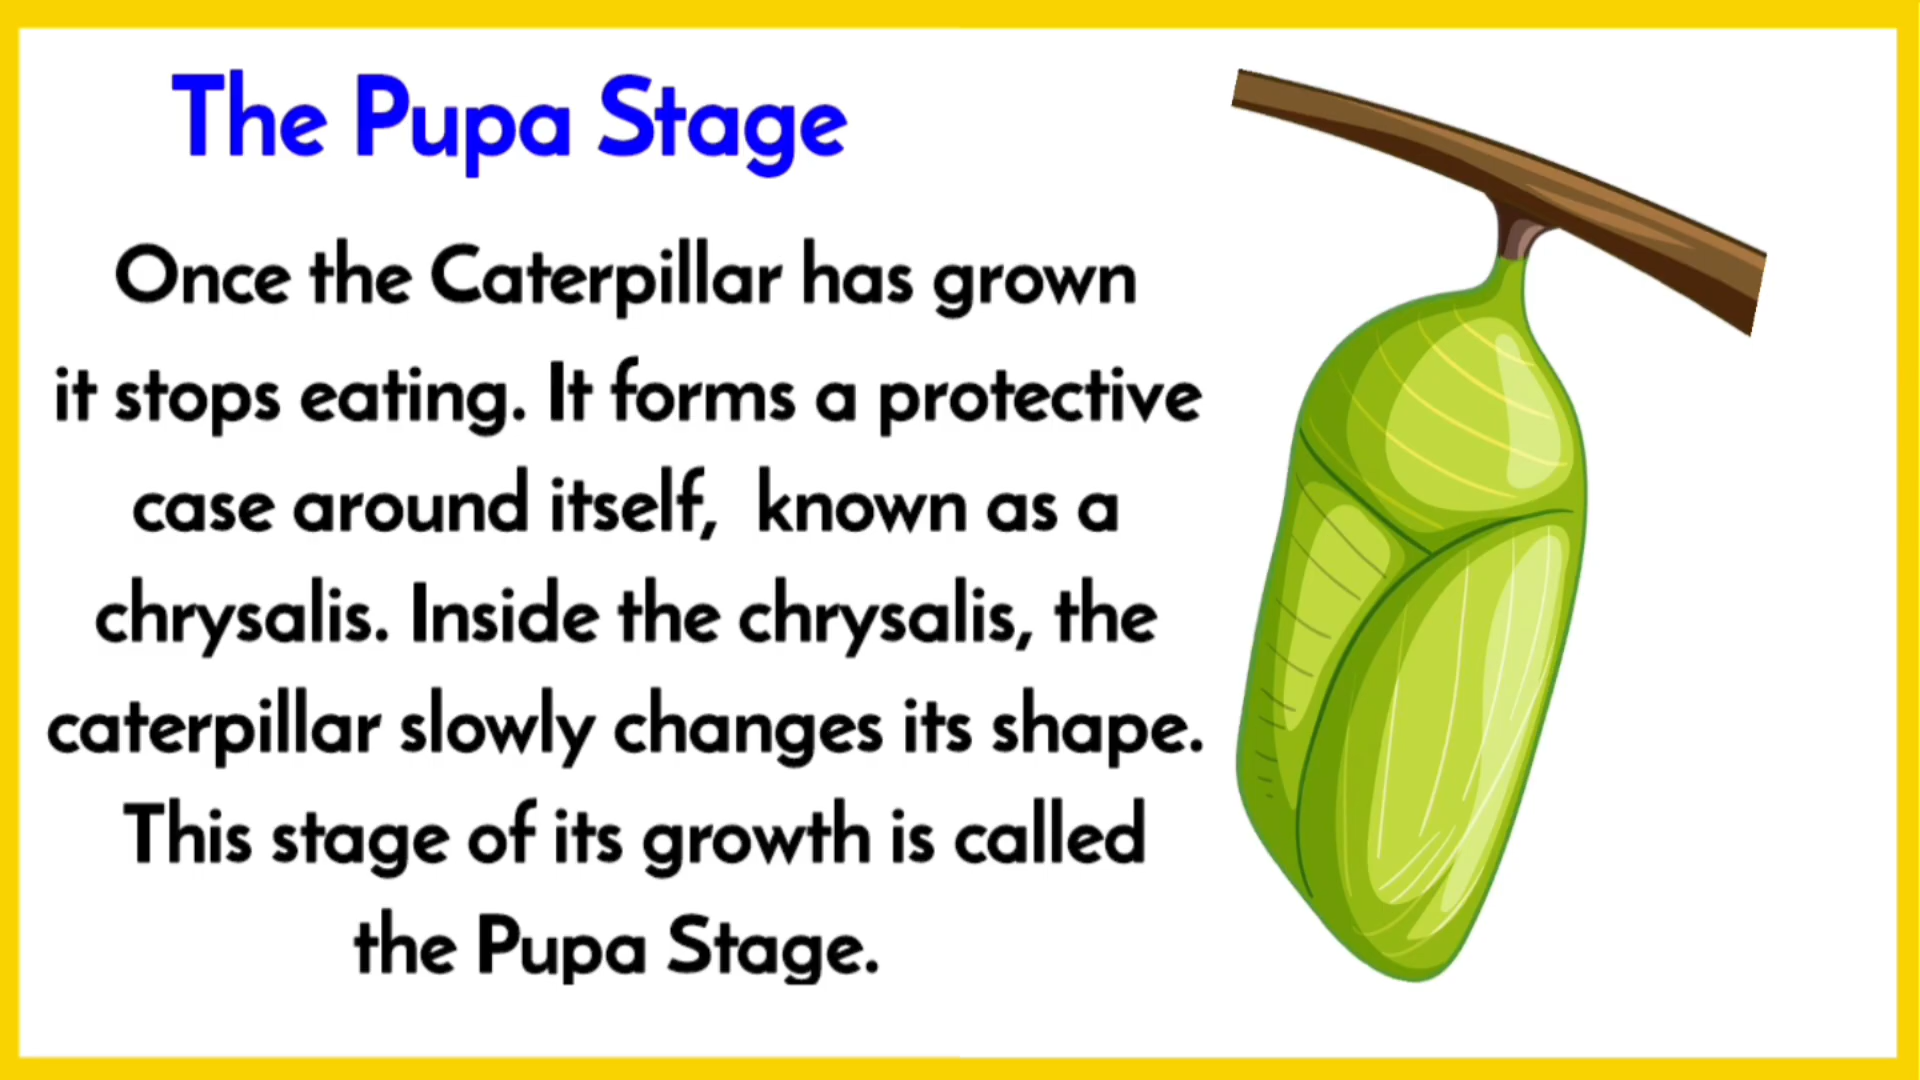 The Pupa Stage
Once the Caterpillar has grown
it stops eating. It forms a protective
case around itself, known as a
chrysalis. Inside the chrysalis, the
caterpillar slowly changes its shape.
This stage of its growth is called
the Pupa Stage.